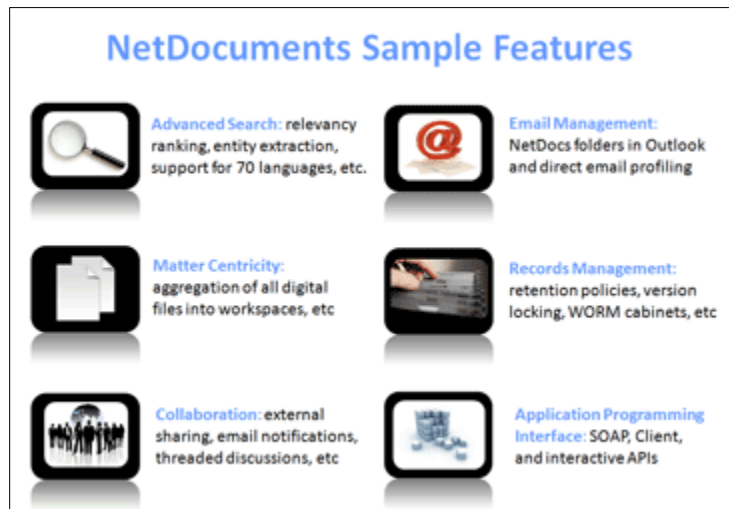 NetDocuments Sample Features
Advanced Search: relevancy
ranking, entity extraction,
support for 70 languages, etc.
Email Management:
NetDocs folders in Outlook
and direct email profiling
Matter Centricity:
aggregation of all digital
files into workspaces, etc
Records Management:
retention policies, version
locking, WORM cabinets, etc
Collaboration: external
sharing, email notifications,
threaded discussions, etc
Application Programming
Interface: SOAP, Client,
and interactive APIs